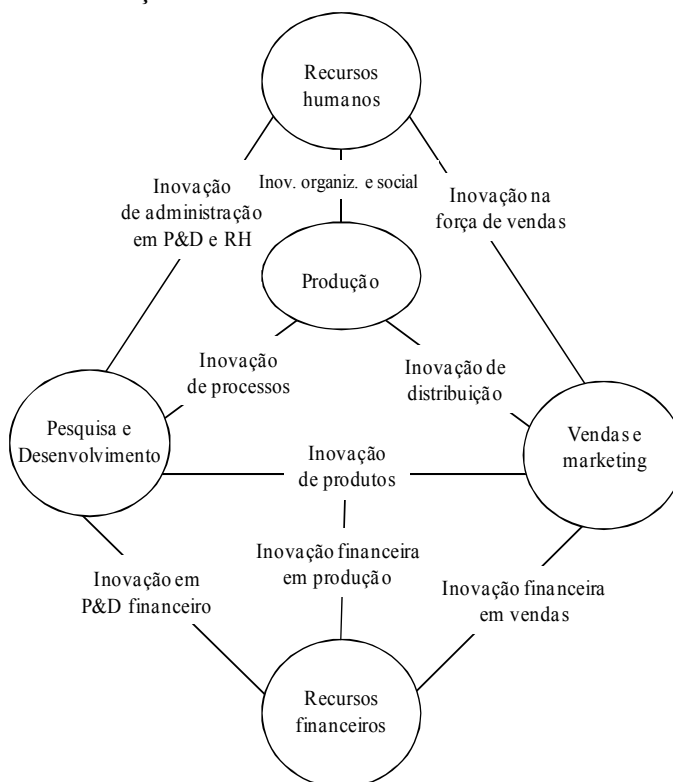 Recursos
humanos
Inovação
de administração
em P&D e RH
Inov. organiz. e social
Inovação na
força de vendas
Produção
Inovação
de processos
Inovação de
distribuição
Pesquisa e
Desenvolvimento
Inovação
de produtos
Vendas e
marketing
Inovação em
P&D financeiro
Inovação financeira
em produção
Inovação financeira
em vendas
Recursos
financeiros